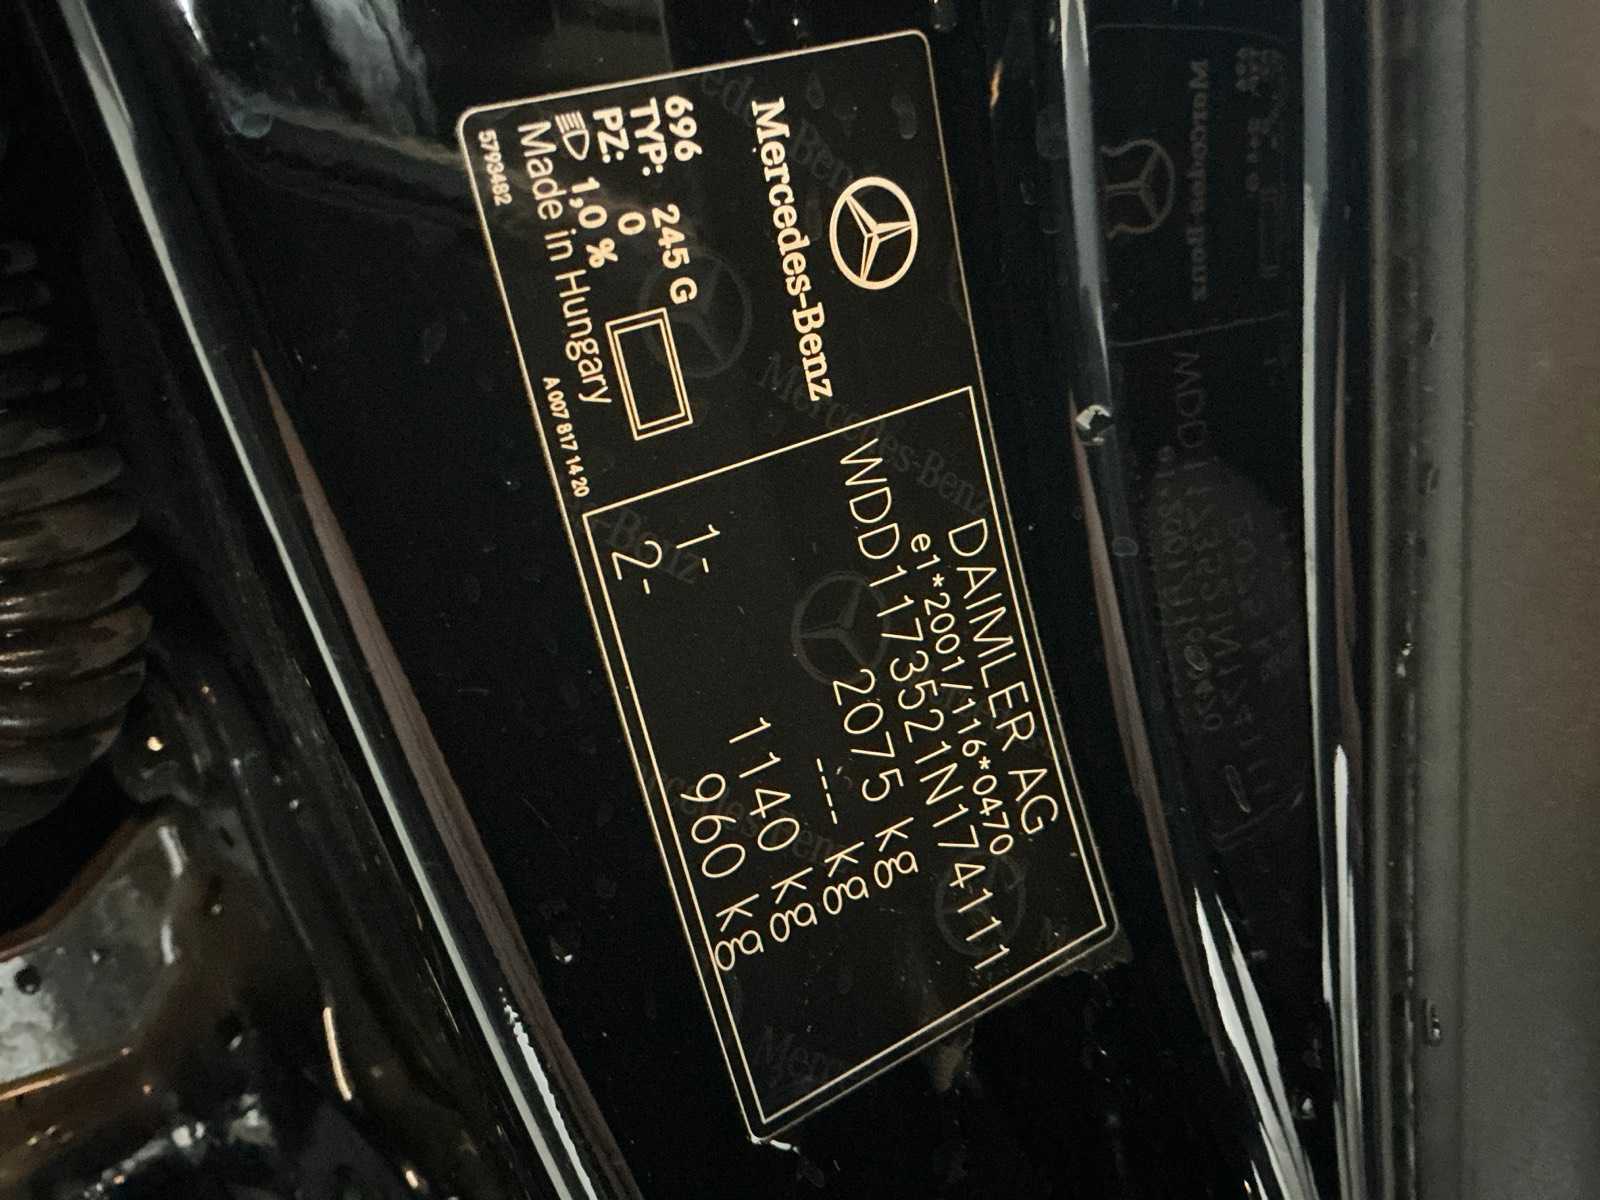 Mercedes-Benz
696
TYP: 245 G
PZ: 0
1,0 %
Made in Hungary
5793482
A 007 817 14 20
DAIMLER AG
e1*2001/116*0470
WDD1173521N174111
2075 kg
---- kg
1- 1140 kg
2- 960 kg